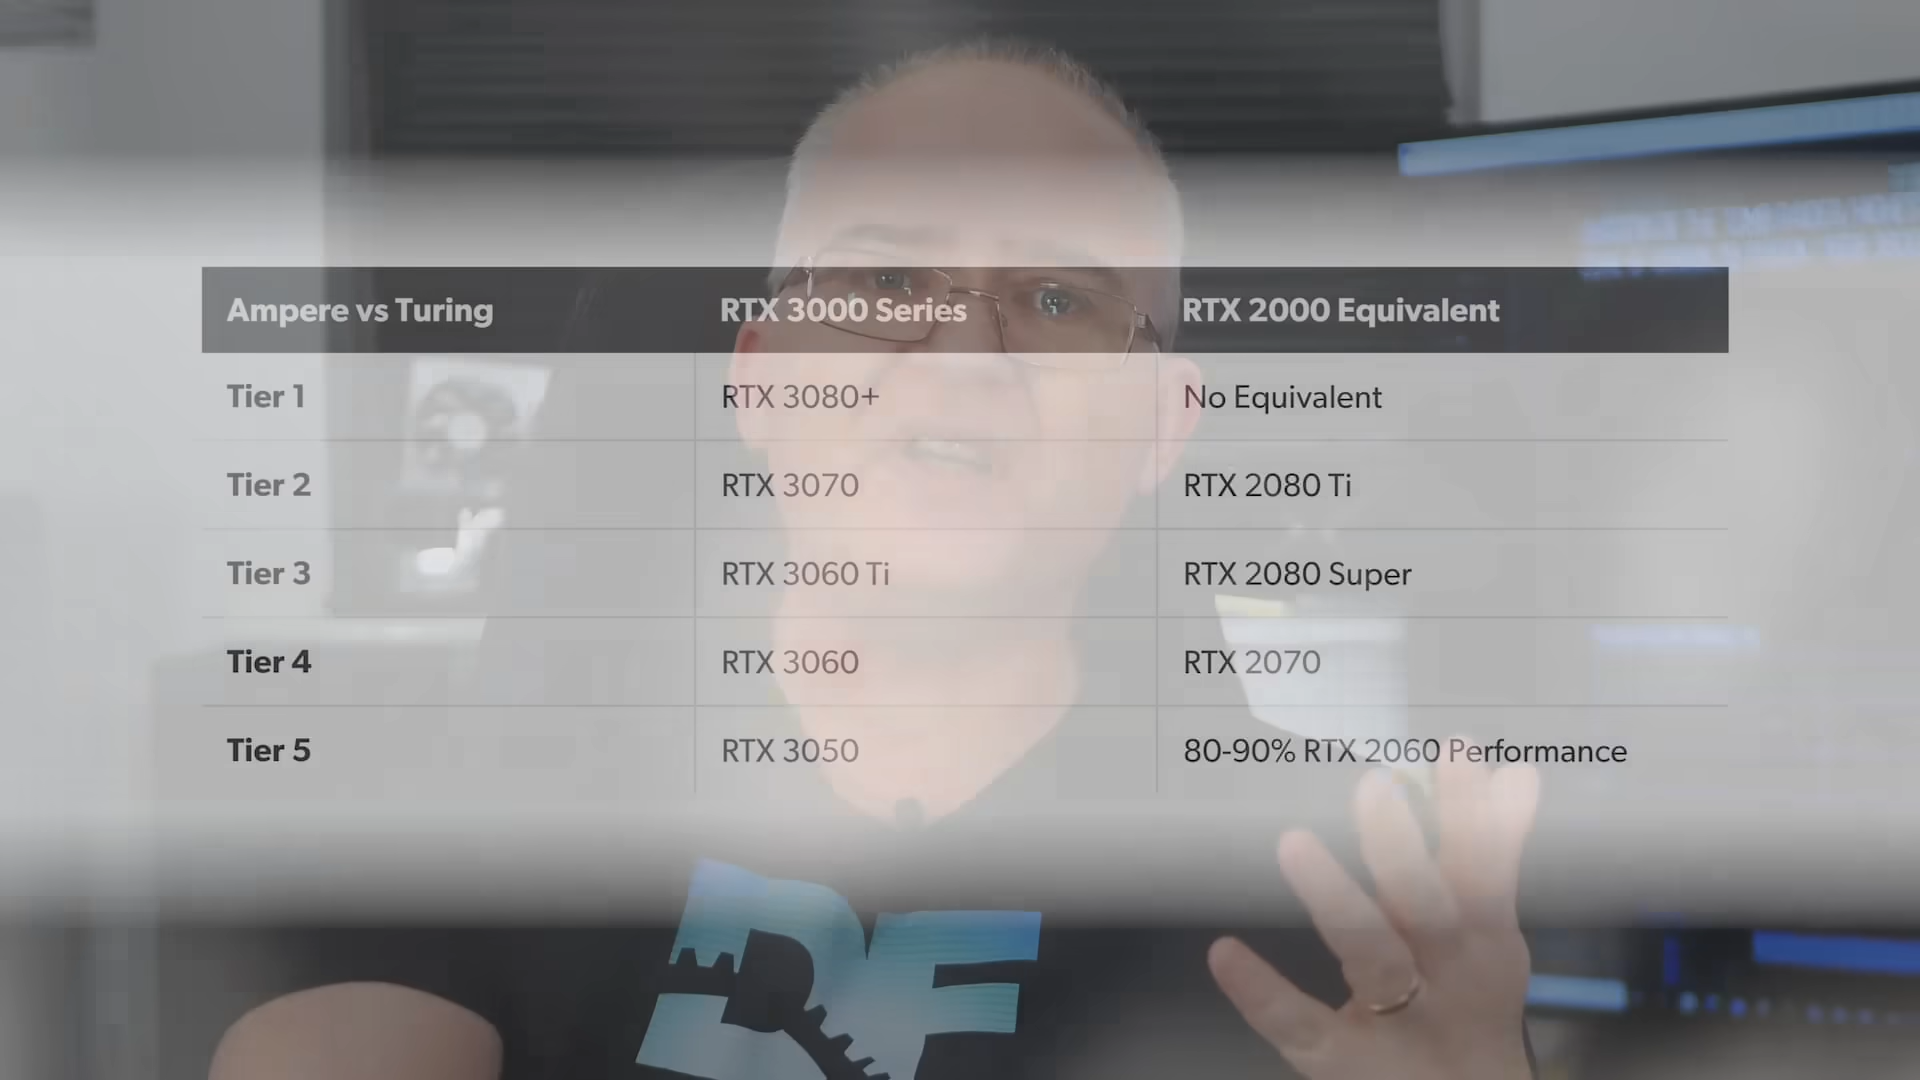 Ampere vs Turing RTX 3000 Series RTX 2000 Equivalent
Tier 1 RTX 3080+ No Equivalent
Tier 2 RTX 3070 RTX 2080 Ti
Tier 3 RTX 3060 Ti RTX 2080 Super
Tier 4 RTX 3060 RTX 2070
Tier 5 RTX 3050 80-90% RTX 2060 Performance
DF